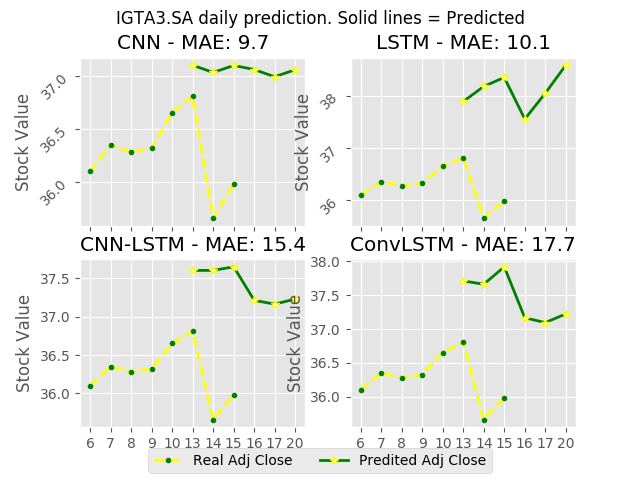 IGTA3.SA daily prediction. Solid lines = Predicted
CNN - MAE: 9.7
LSTM - MAE: 10.1
Stock Value
37.0
36.5
36.0
Stock Value
38
37
36
CNN-LSTM - MAE: 15.4
ConvLSTM - MAE: 17.7
Stock Value
37.5
37.0
36.5
36.0
Stock Value
38.0
37.5
37.0
36.5
36.0
6 7 8 9 10 13 14 15 16 17 20
6 7 8 9 10 13 14 15 16 17 20
Real Adj Close
Predited Adj Close